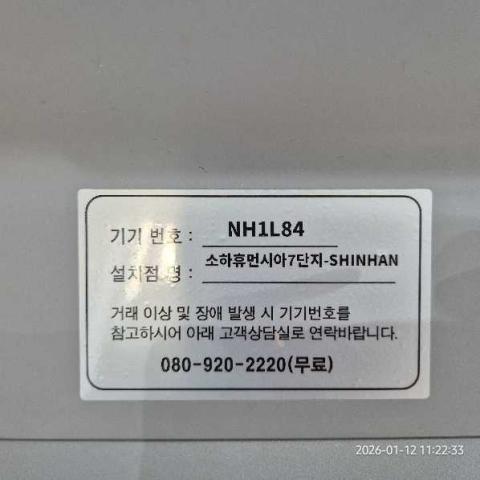 기기 번호 : NH1L84
설치점 명 : 소하휴먼시아7단지-SHINHAN
거래 이상 및 장애 발생 시 기기번호를
참고하시어 아래 고객상담실로 연락바랍니다.
080-920-2220(무료)
2026-01-12 11:22:33